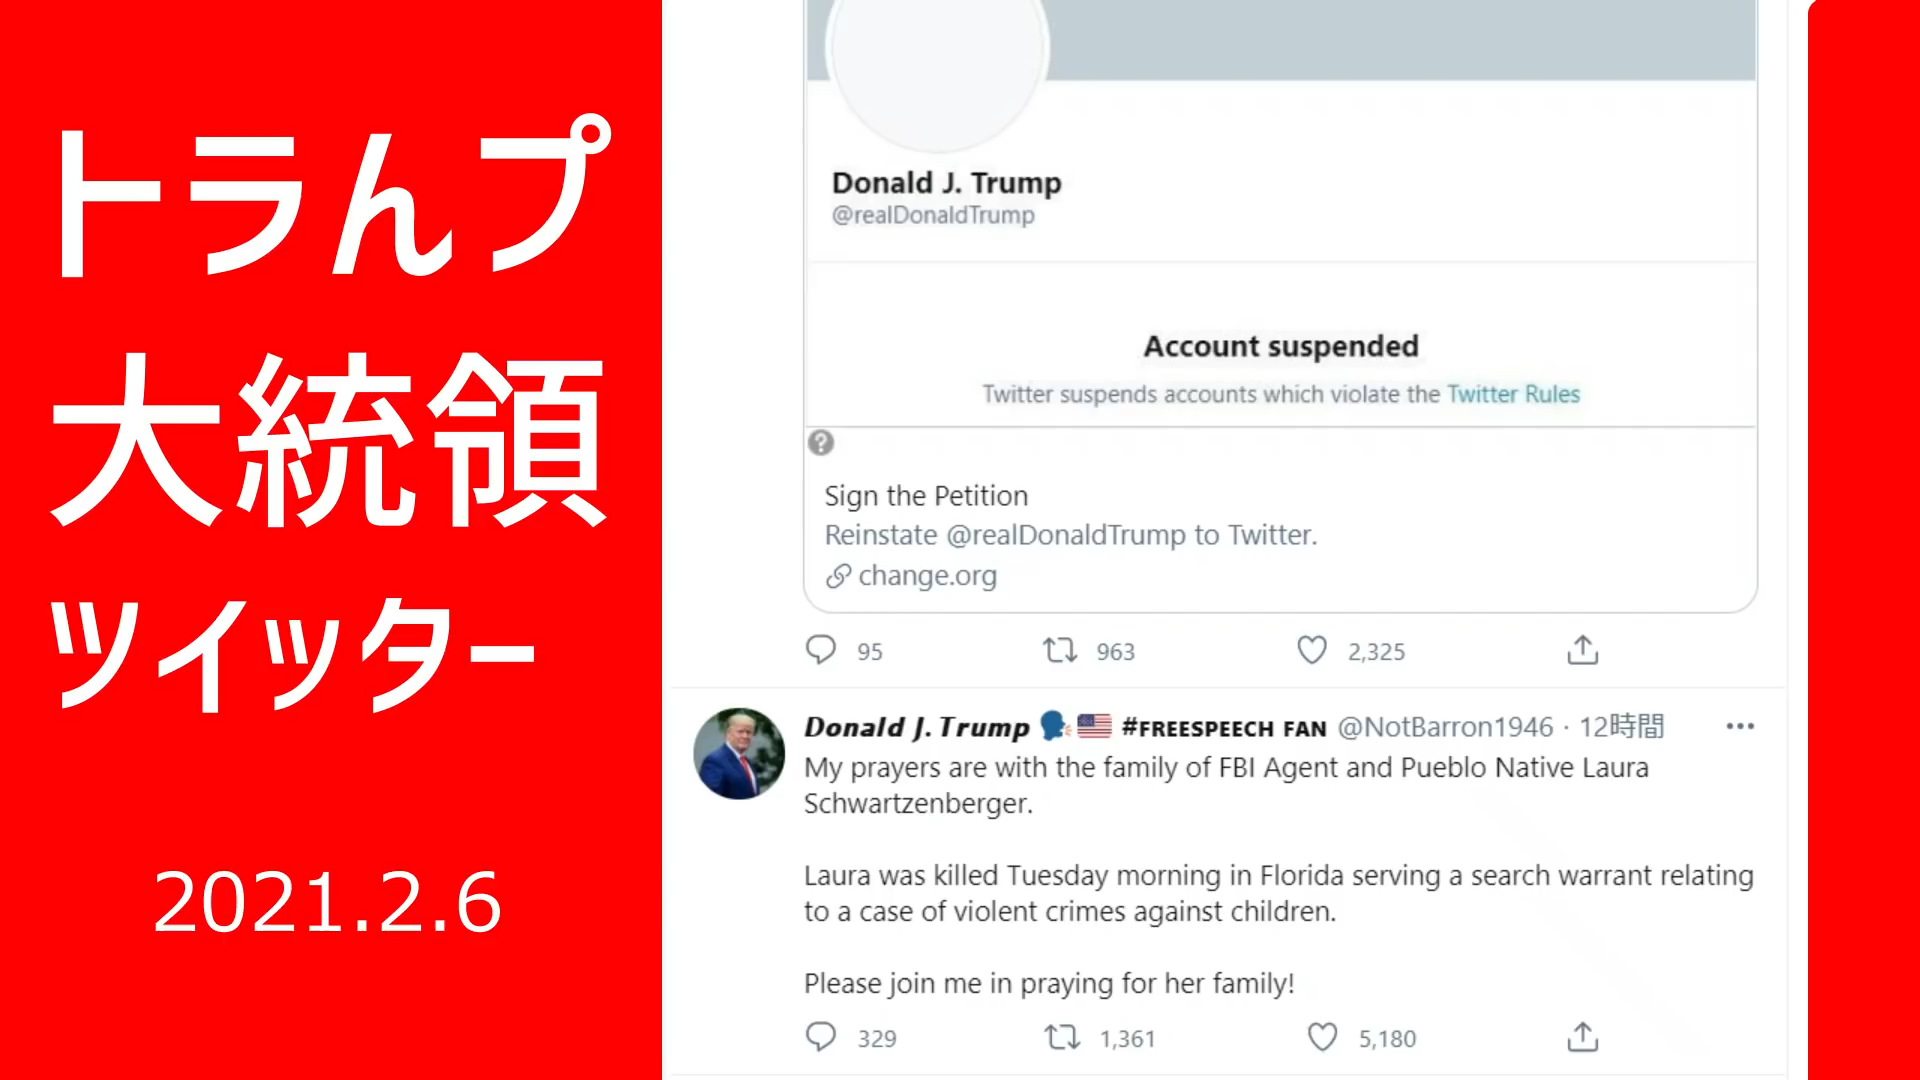 トラんプ
大統領
ツイッター
2021.2.6
Donald J. Trump
@realDonaldTrump
Account suspended
Twitter suspends accounts which violate the Twitter Rules
?
Sign the Petition
Reinstate @realDonaldTrump to Twitter.
change.org
95 963 2,325
Donald J. Trump 🗣🇺🇸 #FREESPEECH FAN @NotBarron1946 · 12時間 ···
My prayers are with the family of FBI Agent and Pueblo Native Laura
Schwartzenberger.
Laura was killed Tuesday morning in Florida serving a search warrant relating
to a case of violent crimes against children.
Please join me in praying for her family!
329 1,361 5,180